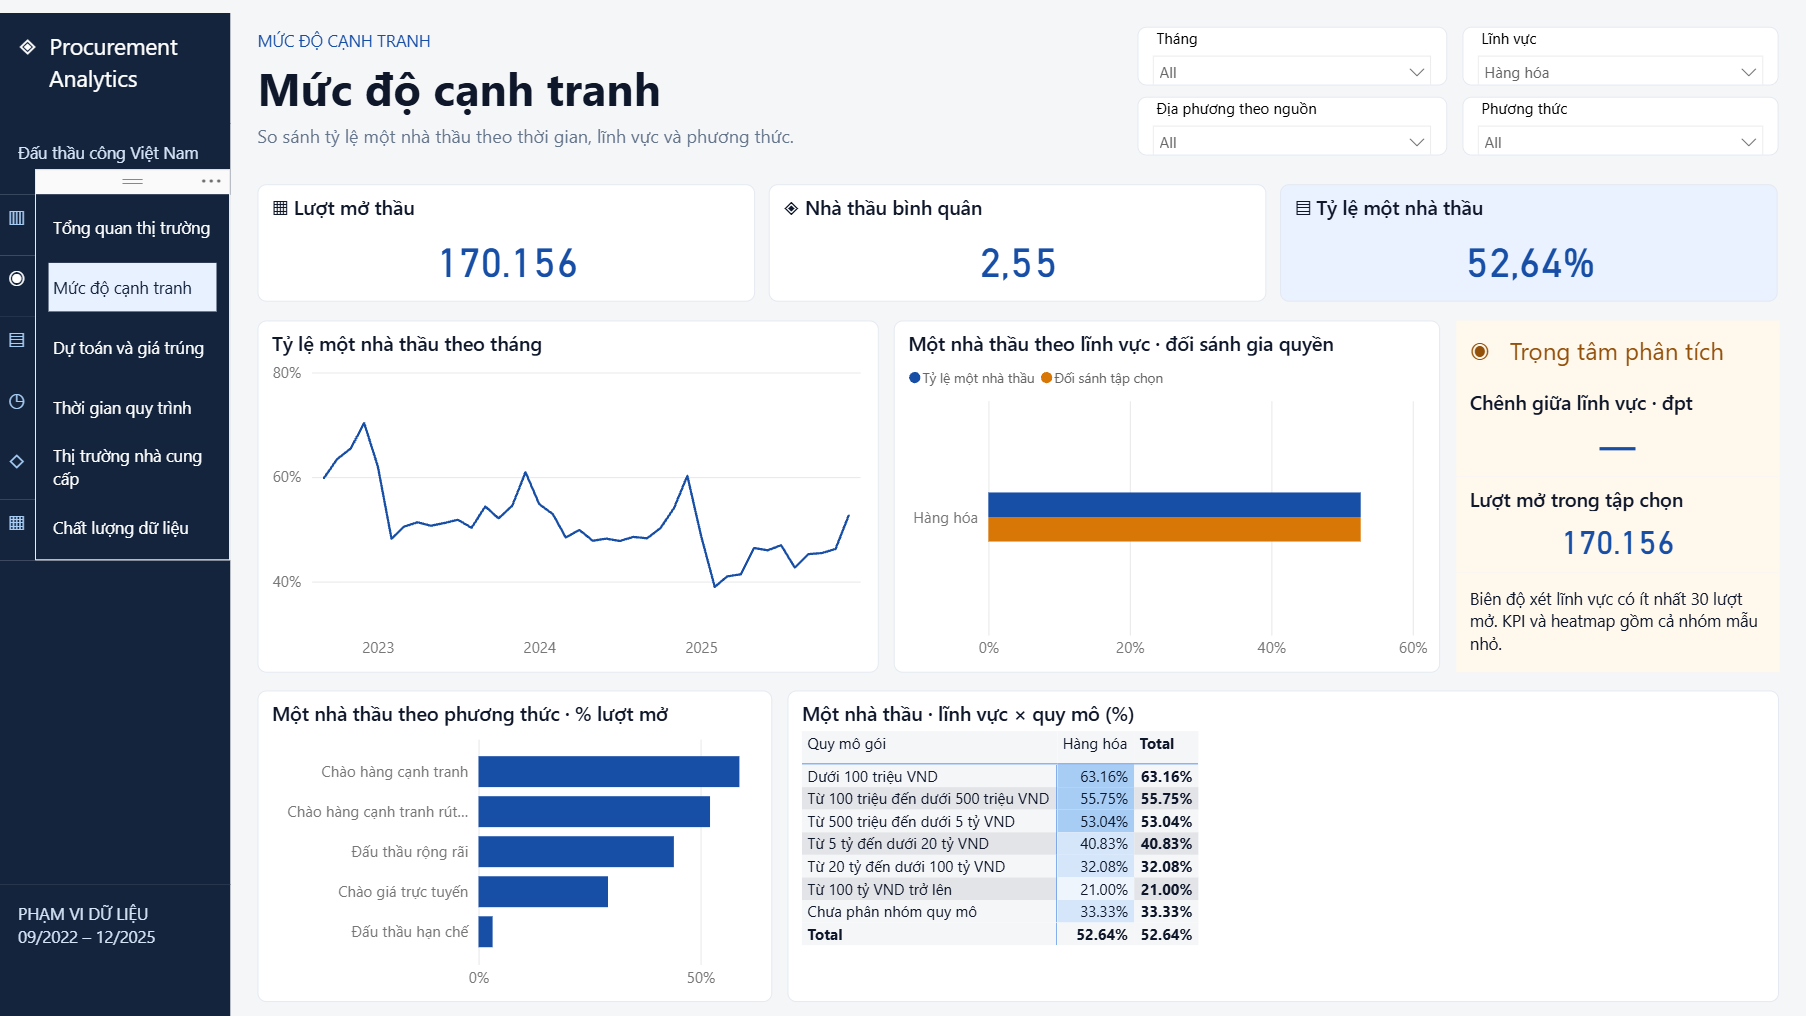 Procurement
Analytics
Đấu thầu công Việt Nam
Tổng quan thị trường
Mức độ cạnh tranh
Dự toán và giá trúng
Thời gian quy trình
Thị trường nhà cung
cấp
Chất lượng dữ liệu
PHẠM VI DỮ LIỆU
09/2022 – 12/2025
MỨC ĐỘ CẠNH TRANH
Mức độ cạnh tranh
So sánh tỷ lệ một nhà thầu theo thời gian, lĩnh vực và phương thức.
Tháng
All
Lĩnh vực
Hàng hóa
Địa phương theo nguồn
All
Phương thức
All
Lượt mở thầu
170.156
Nhà thầu bình quân
2,55
Tỷ lệ một nhà thầu
52,64%
Tỷ lệ một nhà thầu theo tháng
80%
60%
40%
2023 2024 2025
Một nhà thầu theo lĩnh vực · đối sánh gia quyền
Tỷ lệ một nhà thầu Đối sánh tập chọn
Hàng hóa
0% 20% 40% 60%
Trọng tâm phân tích
Chênh giữa lĩnh vực · đpt
—
Lượt mở trong tập chọn
170.156
Biên độ xét lĩnh vực có ít nhất 30 lượt
mở. KPI và heatmap gồm cả nhóm mẫu
nhỏ.
Một nhà thầu theo phương thức · % lượt mở
Chào hàng cạnh tranh
Chào hàng cạnh tranh rút...
Đấu thầu rộng rãi
Chào giá trực tuyến
Đấu thầu hạn chế
0% 50%
Một nhà thầu · lĩnh vực × quy mô (%)
Quy mô gói Hàng hóa Total
Dưới 100 triệu VND 63.16% 63.16%
Từ 100 triệu đến dưới 500 triệu VND 55.75% 55.75%
Từ 500 triệu đến dưới 5 tỷ VND 53.04% 53.04%
Từ 5 tỷ đến dưới 20 tỷ VND 40.83% 40.83%
Từ 20 tỷ đến dưới 100 tỷ VND 32.08% 32.08%
Từ 100 tỷ VND trở lên 21.00% 21.00%
Chưa phân nhóm quy mô 33.33% 33.33%
Total 52.64% 52.64%